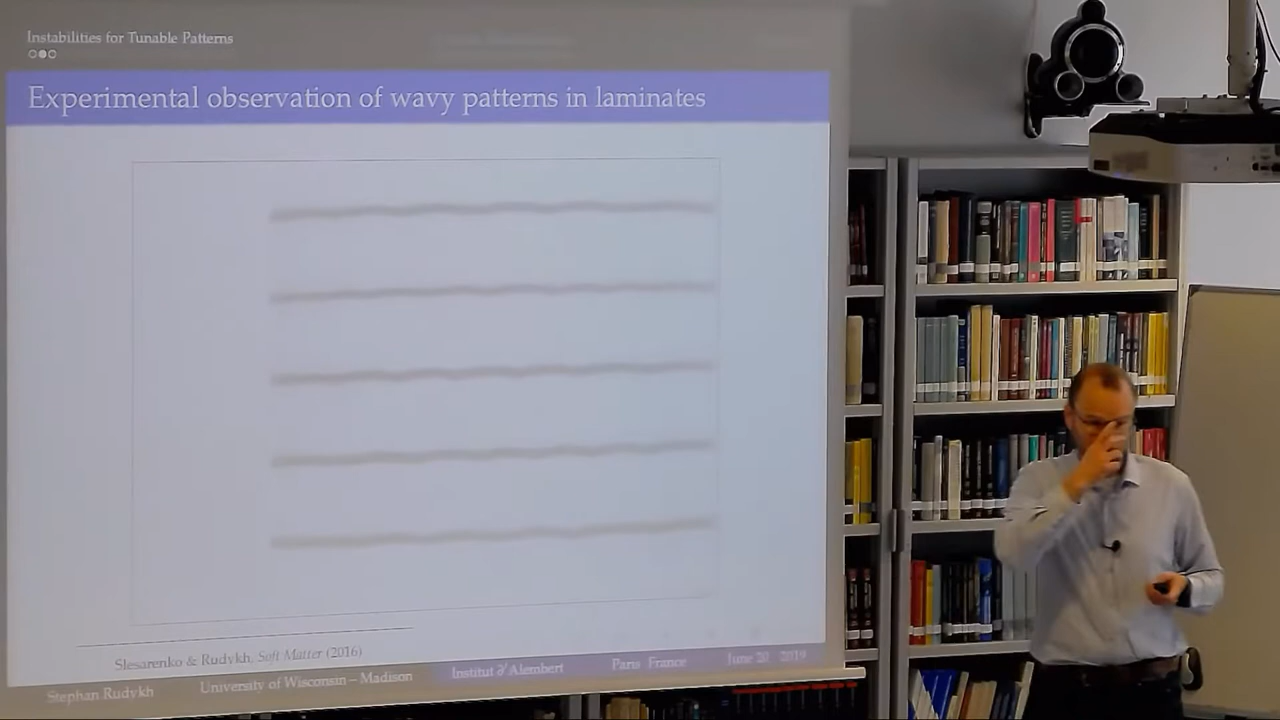 Instabilities for Tunable Patterns
Experimental observation of wavy patterns in laminates
Slesarenko & Rudykh, Soft Matter (2016)
Stephan Rudykh University of Wisconsin – Madison Institut ∂'Alembert Paris France June 20 2019